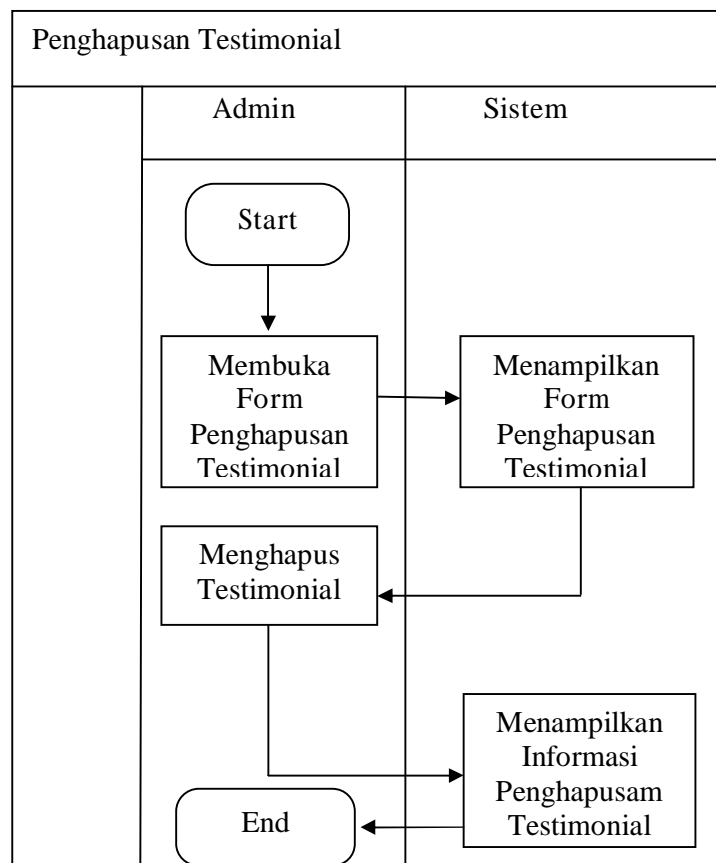 Penghapusan Testimonial
Admin
Sistem
Start
Membuka
Form
Penghapusan
Testimonial
Menampilkan
Form
Penghapusan
Testimonial
Menghapus
Testimonial
Menampilkan
Informasi
Penghapusam
Testimonial
End